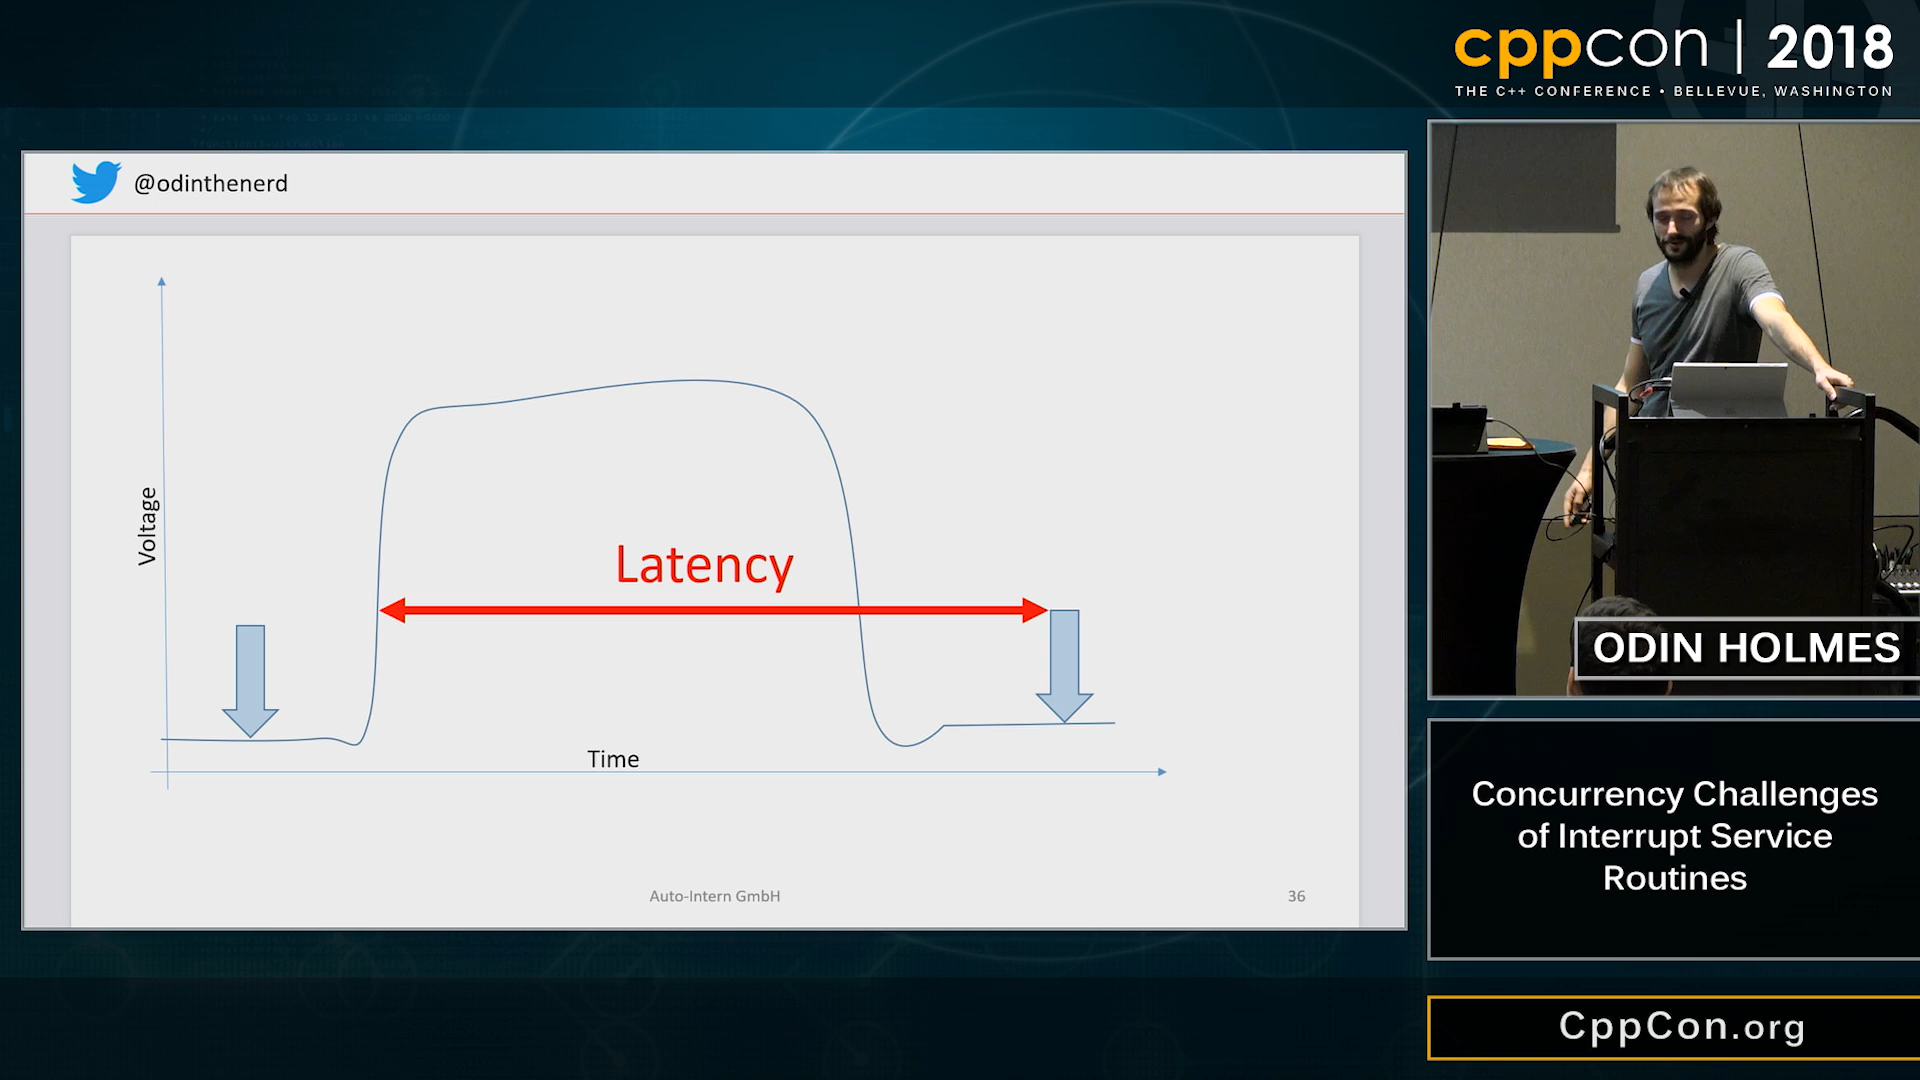 cppcon | 2018
THE C++ CONFERENCE • BELLEVUE, WASHINGTON
@odinthenerd
Voltage
Latency
Time
Auto-Intern GmbH
36
ODIN HOLMES
Concurrency Challenges
of Interrupt Service
Routines
CppCon.org